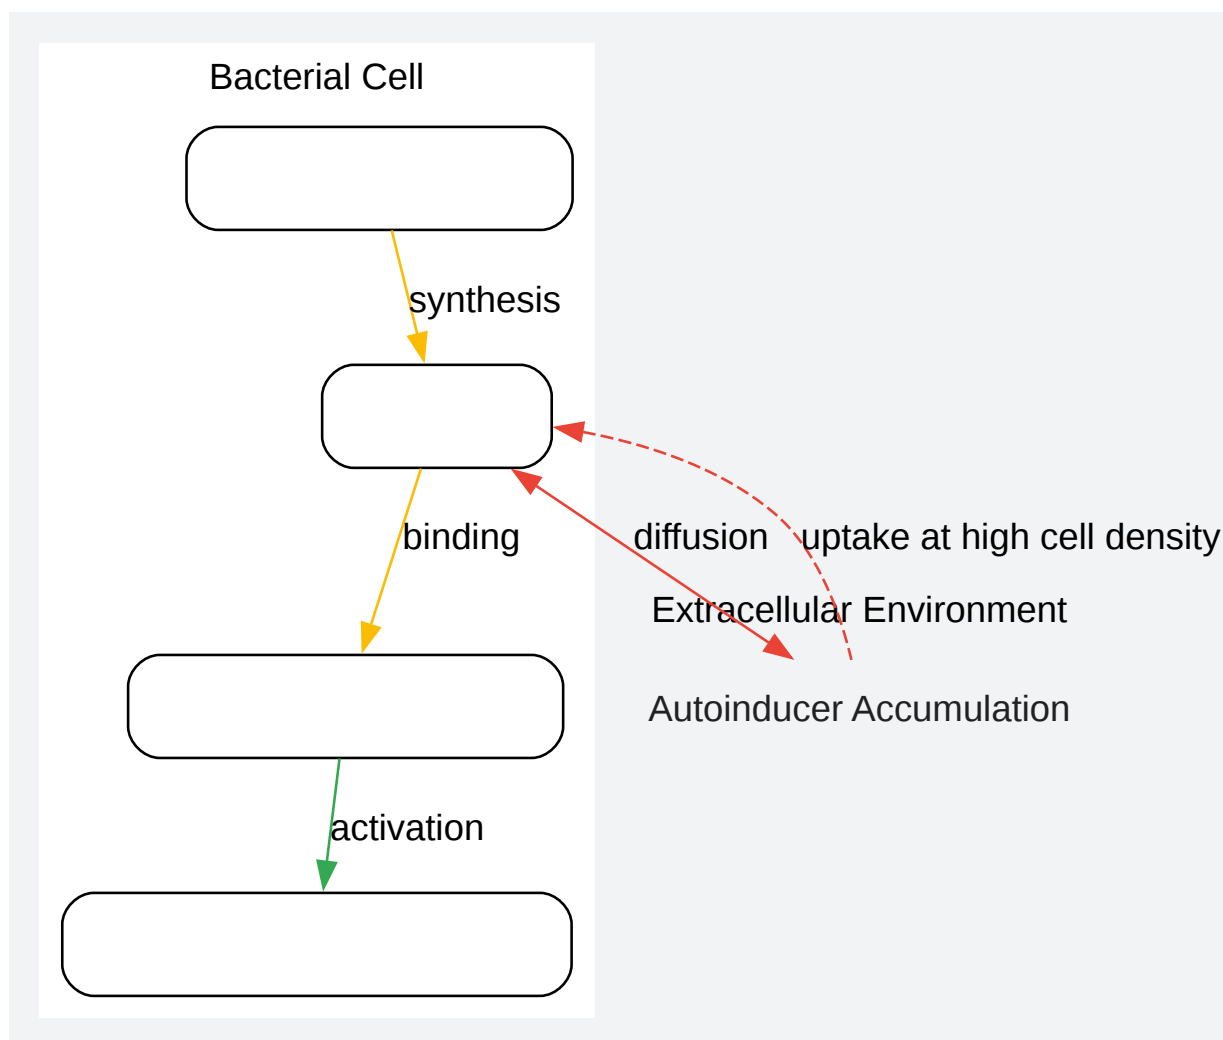 Bacterial Cell
synthesis
binding
diffusion
uptake at high cell density
Extracellular Environment
Autoinducer Accumulation
activation